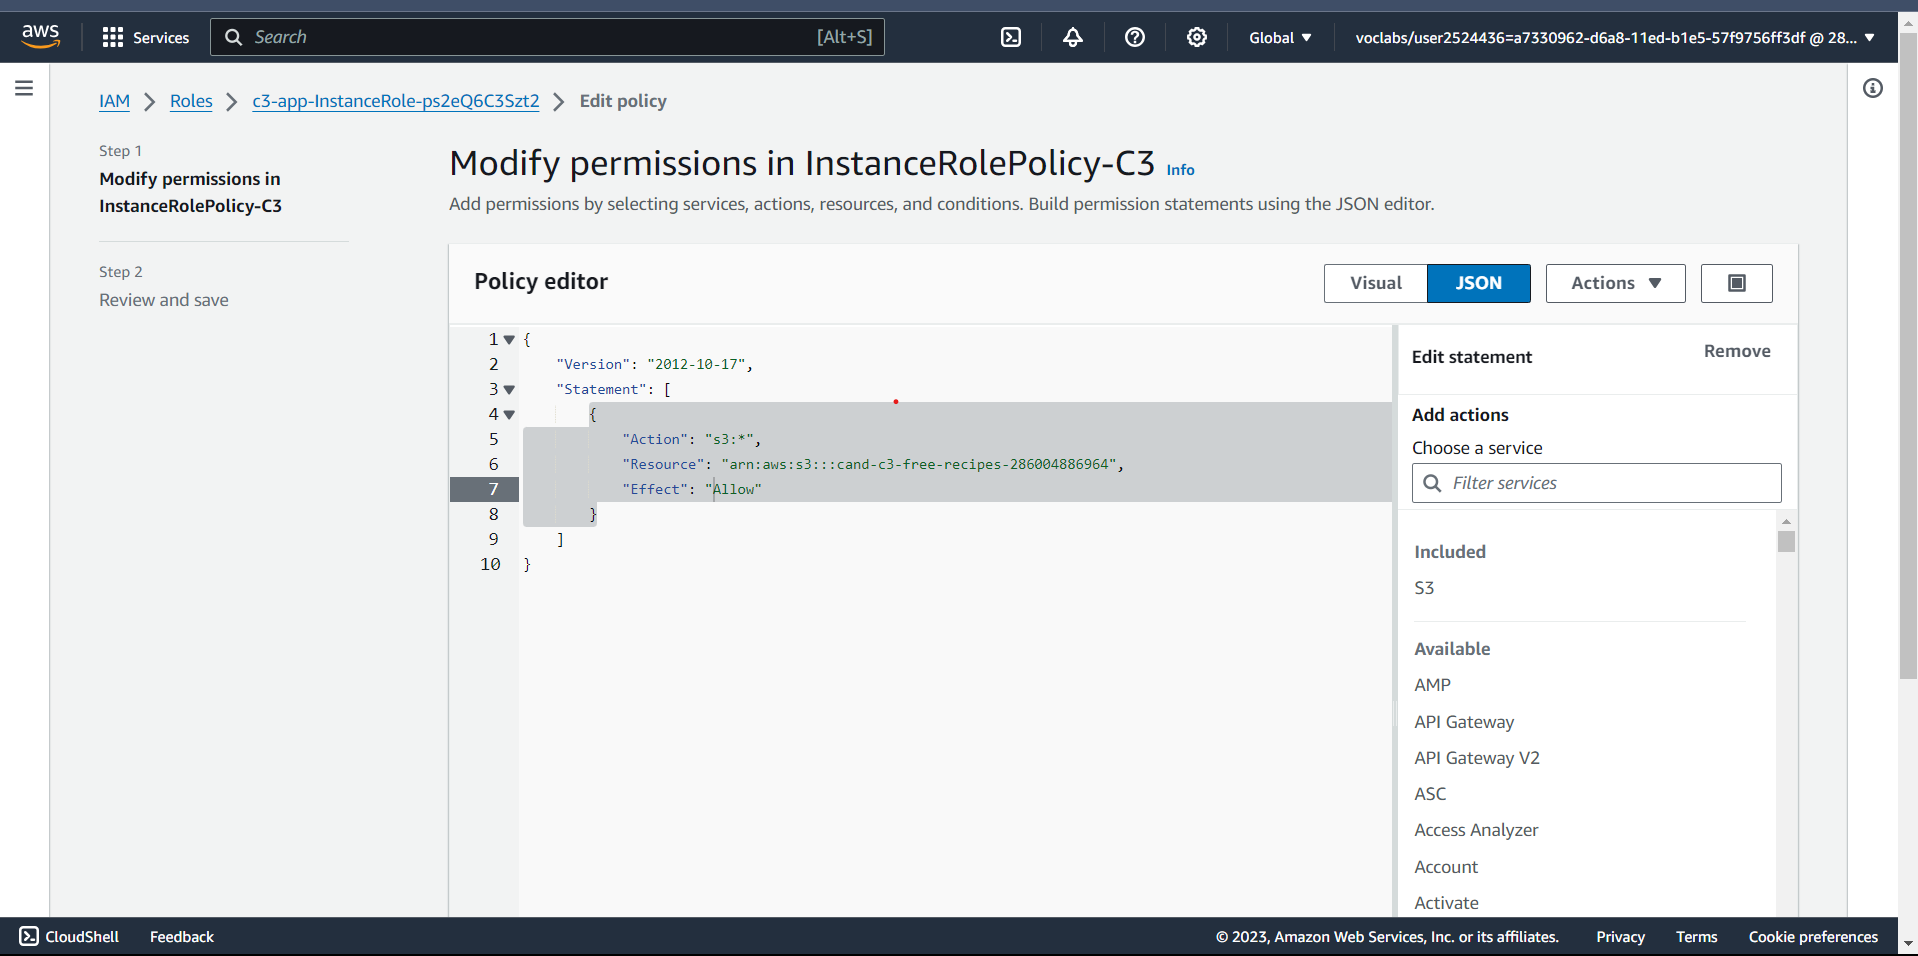 aws
Services
Search
[Alt+S]
Global
voclabs/user2524436=a7330962-d6a8-11ed-b1e5-57f9756ff3df @ 28...
IAM
Roles
c3-app-InstanceRole-ps2eQ6C3Szt2
Edit policy
Step 1
Modify permissions in
InstanceRolePolicy-C3
Step 2
Review and save
Modify permissions in InstanceRolePolicy-C3 Info
Add permissions by selecting services, actions, resources, and conditions. Build permission statements using the JSON editor.
Policy editor
Visual
JSON
Actions
1 {
2 "Version": "2012-10-17",
3 "Statement": [
4 {
5 "Action": "s3:*",
6 "Resource": "arn:aws:s3:::cand-c3-free-recipes-286004886964",
7 "Effect": "Allow"
8 }
9 ]
10 }
Edit statement
Remove
Add actions
Choose a service
Filter services
Included
S3
Available
AMP
API Gateway
API Gateway V2
ASC
Access Analyzer
Account
Activate
CloudShell
Feedback
© 2023, Amazon Web Services, Inc. or its affiliates.
Privacy
Terms
Cookie preferences